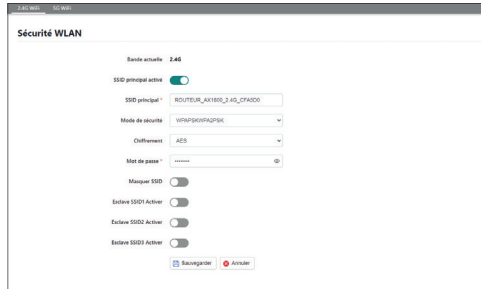 2.4G WiFi 5G WiFi
Sécurité WLAN
Bande actuelle 2.4G
SSID principal activé
SSID principal * ROUTEUR_AX1800_2.4G_CFA5D0
Mode de sécurité WPAPSKWPA2PSK
Chiffrement AES
Mot de passe * ••••••••
Masquer SSID
Esclave SSID1 Activer
Esclave SSID2 Activer
Esclave SSID3 Activer
Sauvegarder Annuler